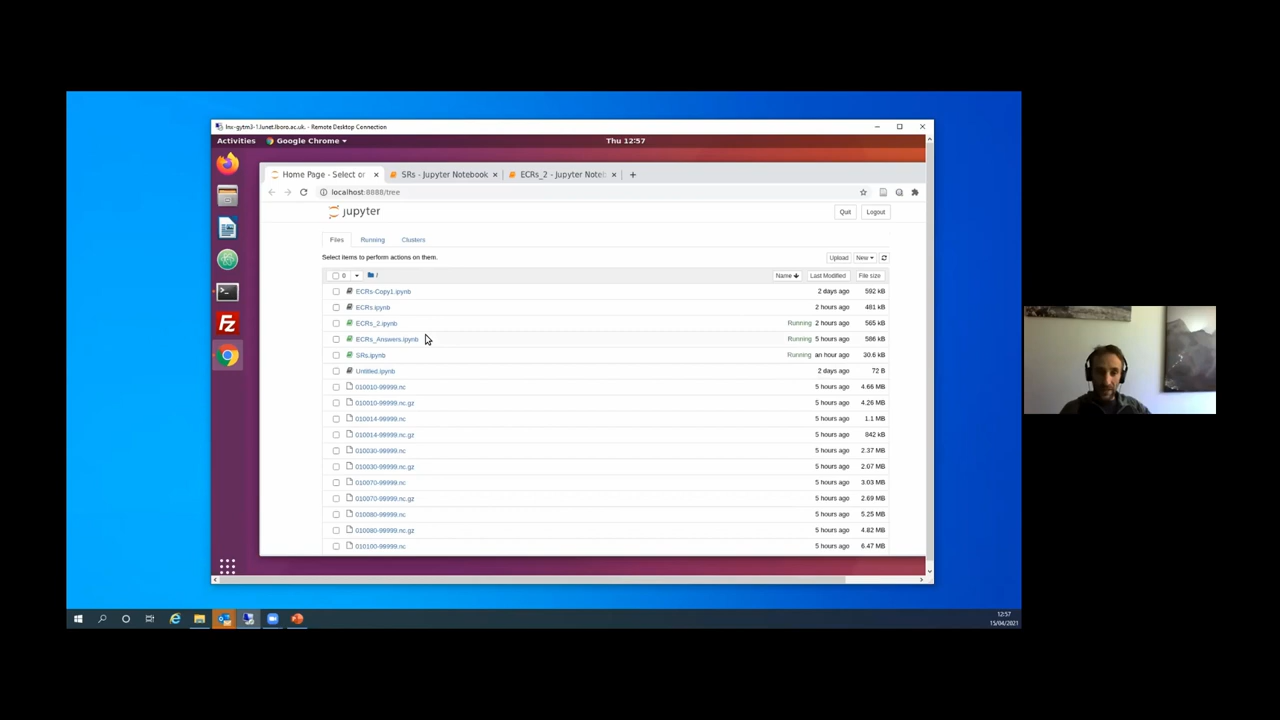 lnx-gytm3-1.lunet.lboro.ac.uk. - Remote Desktop Connection
Activities Google Chrome Thu 12:57
Home Page - Select or SRs - Jupyter Notebook ECRs_2 - Jupyter Noteb
localhost:8888/tree
jupyter Quit Logout
Files Running Clusters
Select items to perform actions on them. Upload New
0 / Name Last Modified File size
ECRs-Copy1.ipynb 2 days ago 592 kB
ECRs.ipynb 2 hours ago 481 kB
ECRs_2.ipynb Running 2 hours ago 565 kB
ECRs_Answers.ipynb Running 5 hours ago 586 kB
SRs.ipynb Running an hour ago 30.6 kB
Untitled.ipynb 2 days ago 72 B
010010-99999.nc 5 hours ago 4.66 MB
010010-99999.nc.gz 5 hours ago 4.26 MB
010014-99999.nc 5 hours ago 1.1 MB
010014-99999.nc.gz 5 hours ago 842 kB
010030-99999.nc 5 hours ago 2.37 MB
010030-99999.nc.gz 5 hours ago 2.07 MB
010070-99999.nc 5 hours ago 3.03 MB
010070-99999.nc.gz 5 hours ago 2.69 MB
010080-99999.nc 5 hours ago 5.25 MB
010080-99999.nc.gz 5 hours ago 4.82 MB
010100-99999.nc 5 hours ago 6.47 MB
12:57
15/04/2021